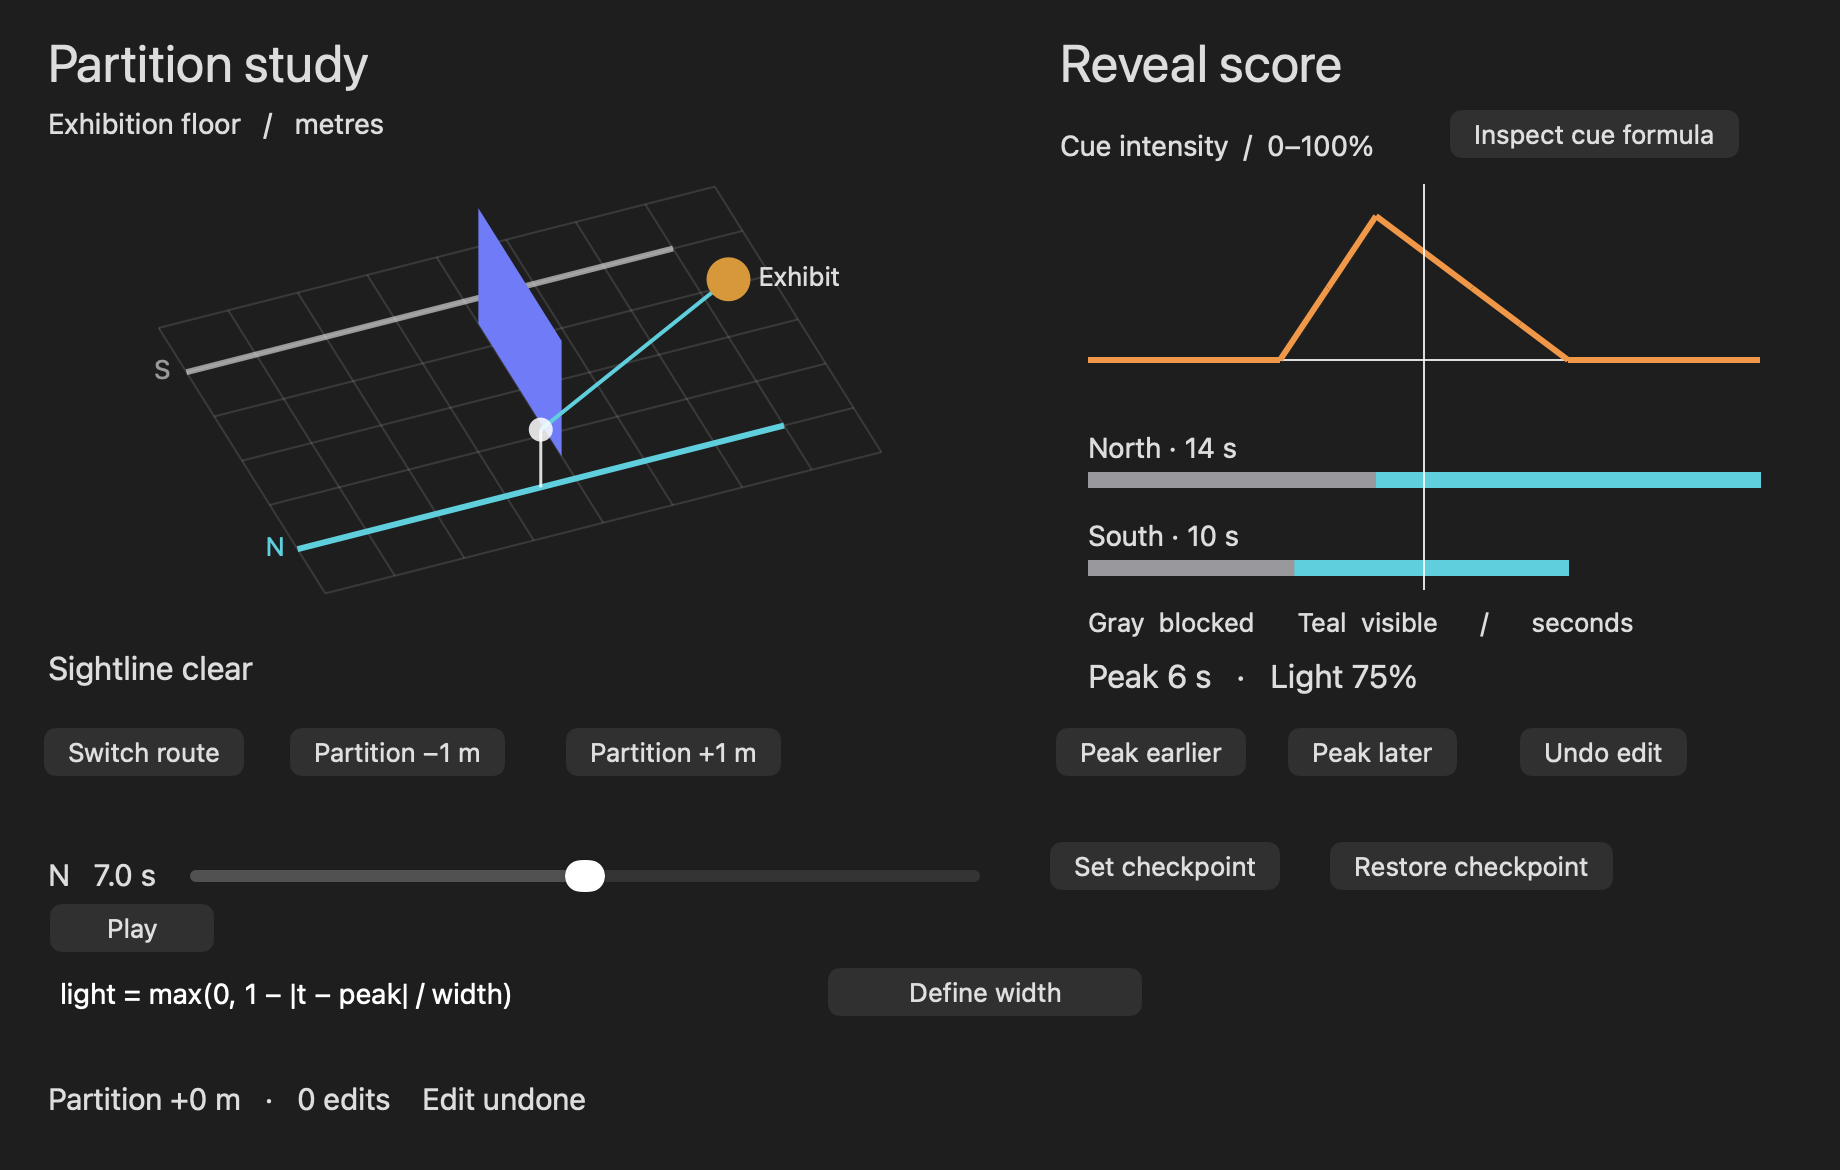 Partition study
Exhibition floor / metres
Exhibit
S
N
Sightline clear
Switch route
Partition –1 m
Partition +1 m
N 7.0 s
Play
light = max(0, 1 – |t – peak| / width)
Define width
Partition +0 m · 0 edits Edit undone
Reveal score
Cue intensity / 0–100%
Inspect cue formula
North · 14 s
South · 10 s
Gray blocked Teal visible / seconds
Peak 6 s · Light 75%
Peak earlier
Peak later
Undo edit
Set checkpoint
Restore checkpoint